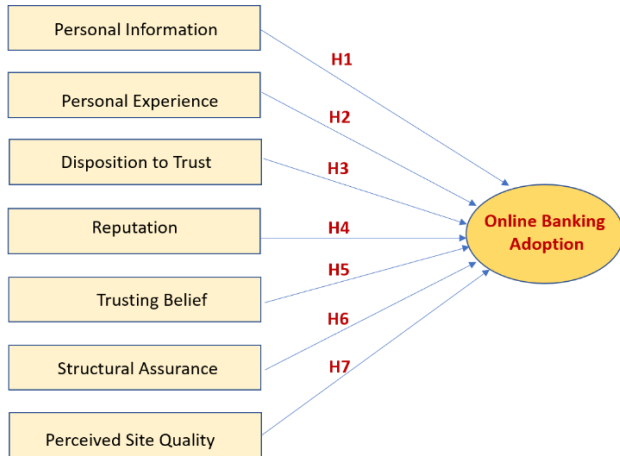 Personal Information
H1
Personal Experience
H2
Disposition to Trust
H3
Reputation
H4
Online Banking
Adoption
H5
Trusting Belief
H6
Structural Assurance
H7
Perceived Site Quality